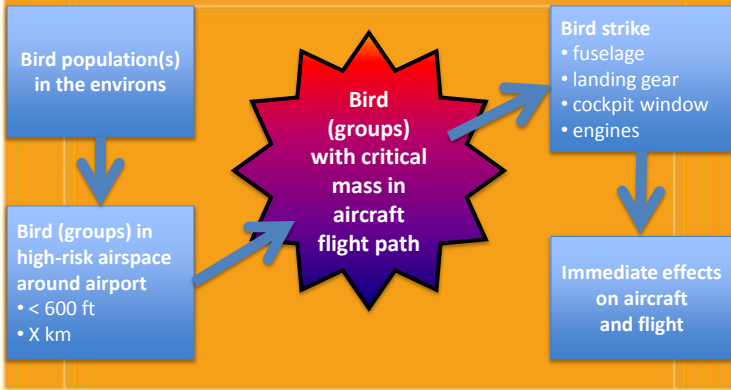 Bird population(s)
in the environs
Bird (groups) in
high-risk airspace
around airport
• < 600 ft
• X km
Bird
(groups)
with critical
mass in
aircraft
flight path
Bird strike
• fuselage
• landing gear
• cockpit window
• engines
Immediate effects
on aircraft
and flight